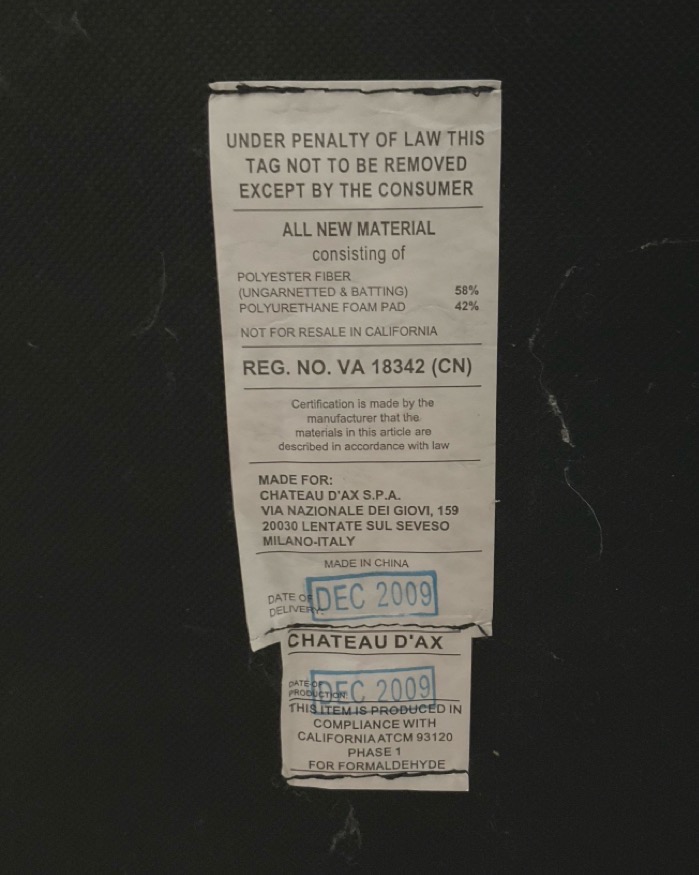 UNDER PENALTY OF LAW THIS
TAG NOT TO BE REMOVED
EXCEPT BY THE CONSUMER
ALL NEW MATERIAL
consisting of
POLYESTER FIBER
(UNGARNETTED & BATTING) 58%
POLYURETHANE FOAM PAD 42%
NOT FOR RESALE IN CALIFORNIA
REG. NO. VA 18342 (CN)
Certification is made by the
manufacturer that the
materials in this article are
described in accordance with law
MADE FOR:
CHATEAU D'AX S.P.A.
VIA NAZIONALE DEI GIOVI, 159
20030 LENTATE SUL SEVESO
MILANO-ITALY
MADE IN CHINA
DATE OF
DELIVERY: DEC 2009
CHATEAU D'AX
DATE OF
PRODUCTION: DEC 2009
THIS ITEM IS PRODUCED IN
COMPLIANCE WITH
CALIFORNIA ATCM 93120
PHASE 1
FOR FORMALDEHYDE